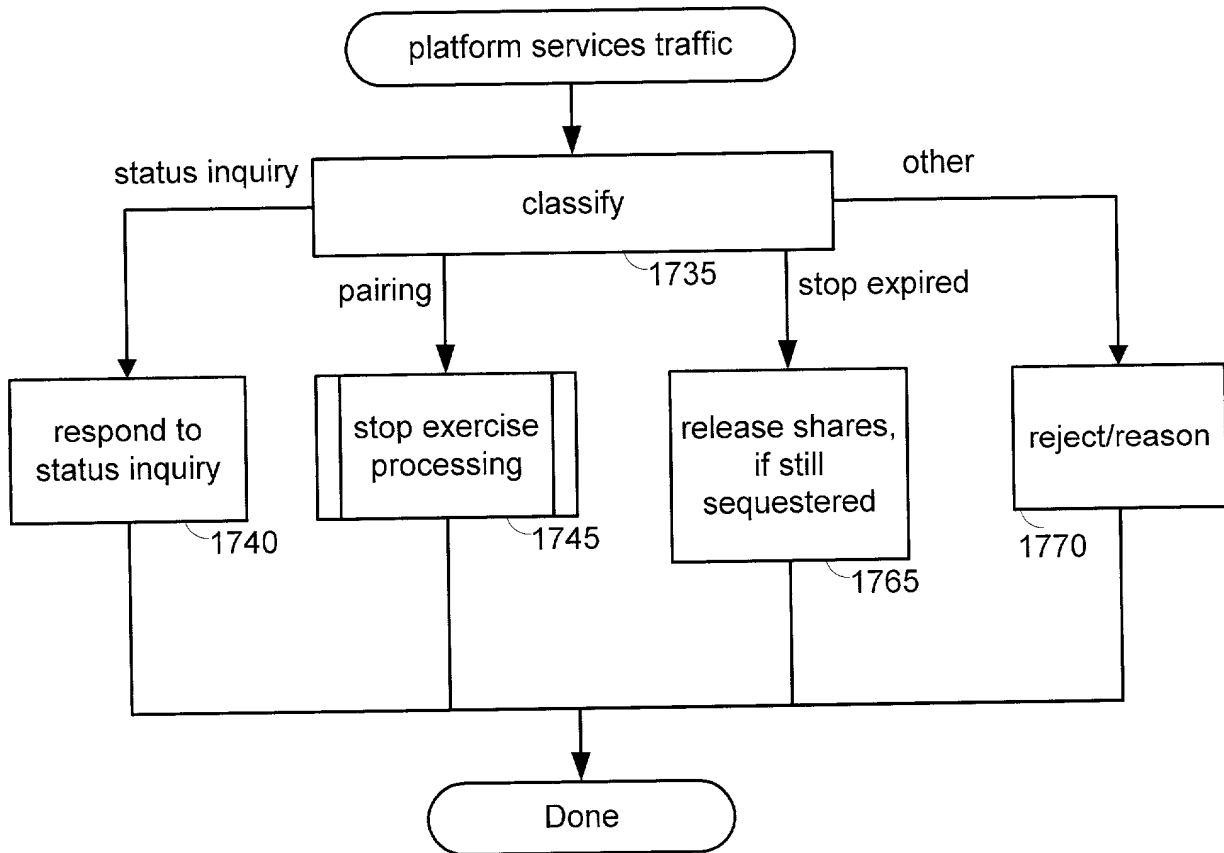 platform services traffic
status inquiry
other
classify
1735
pairing
stop expired
respond to
status inquiry
1740
stop exercise
processing
1745
release shares,
if still
sequestered
1765
reject/reason
1770
Done